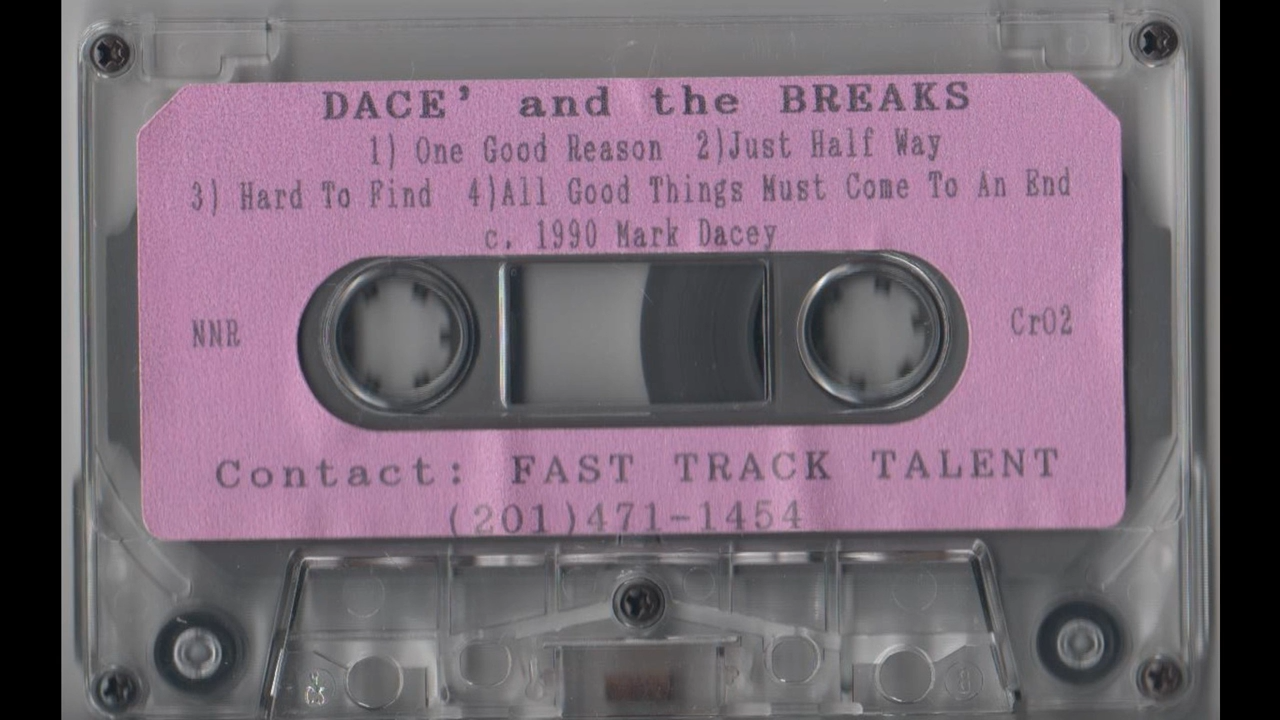 DACE' and the BREAKS
1) One Good Reason 2)Just Half Way
3) Hard To Find 4)All Good Things Must Come To An End
c. 1990 Mark Dacey
NNR
CrO2
Contact: FAST TRACK TALENT
(201)471-1454